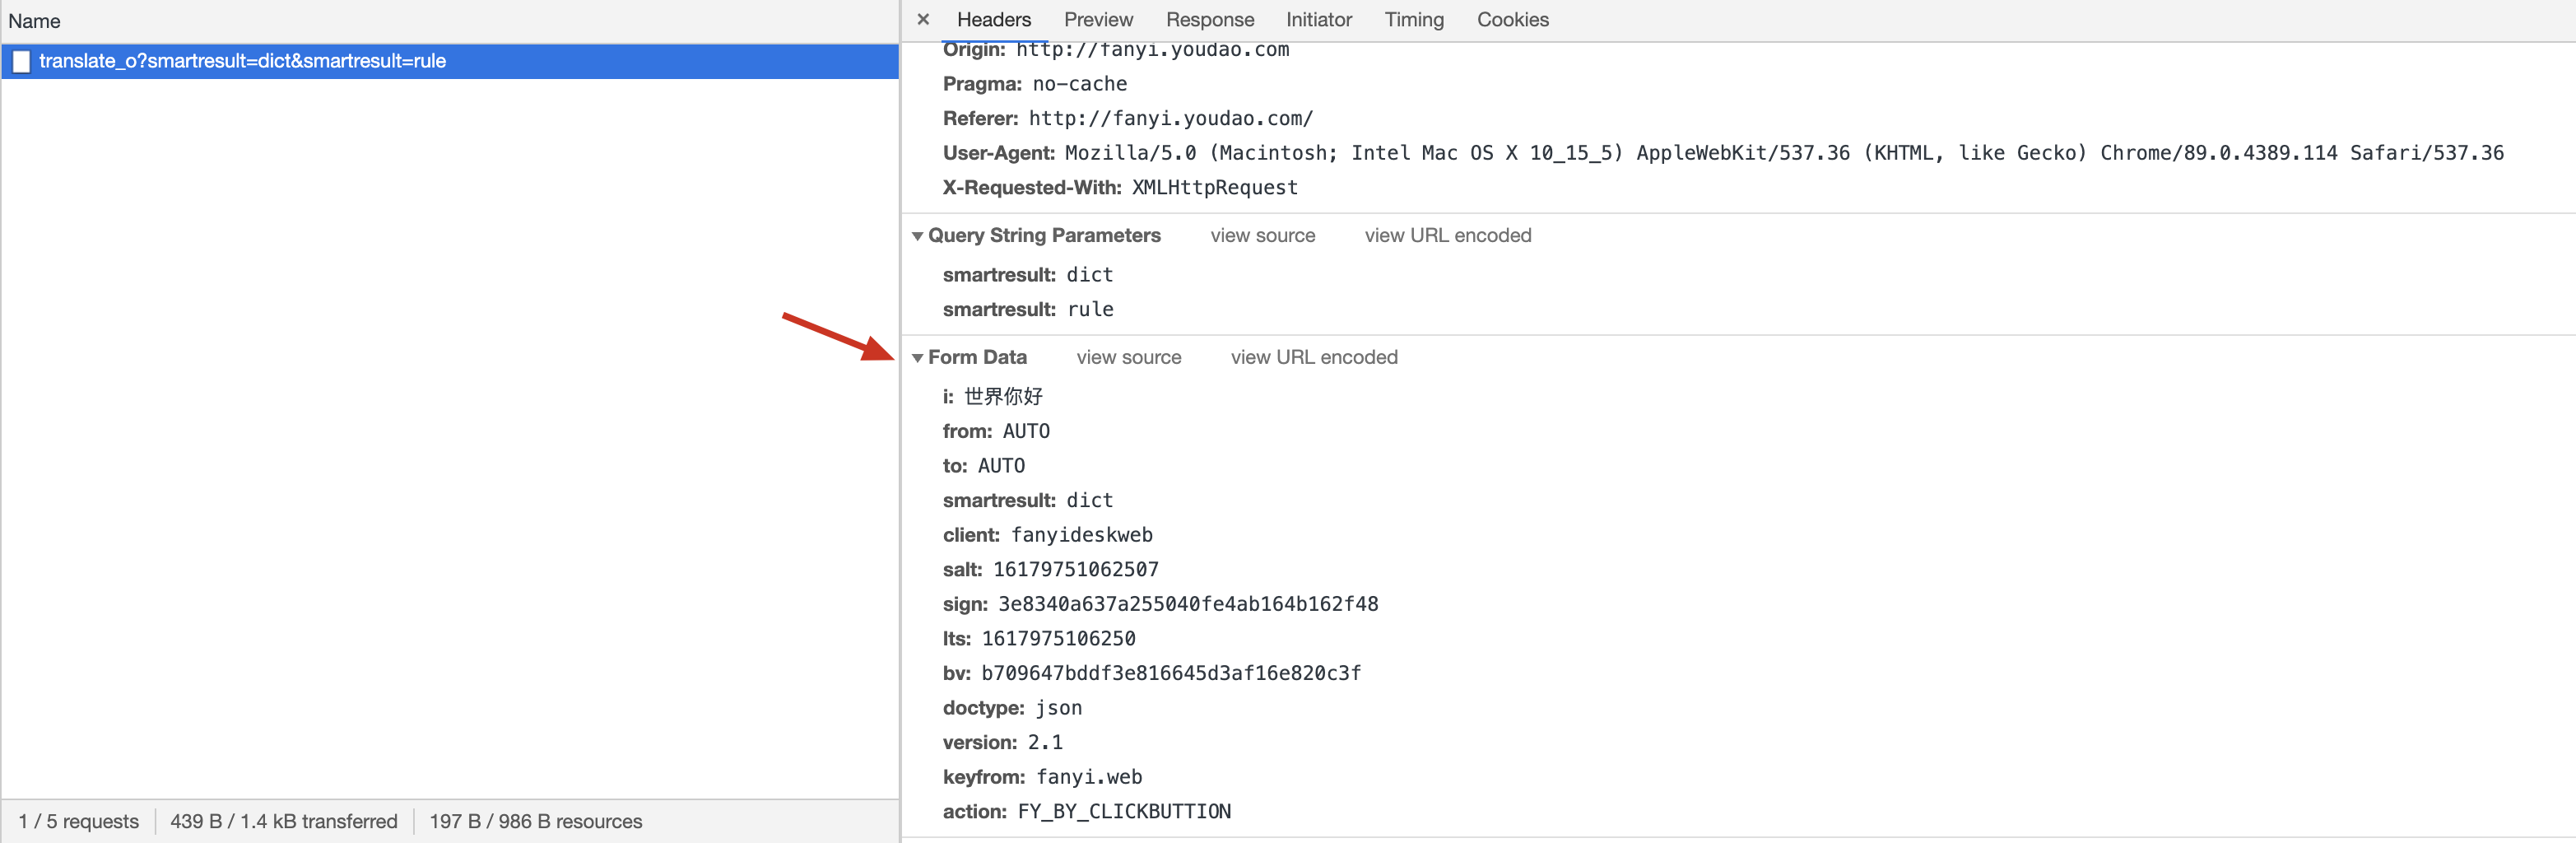 Name
translate_o?smartresult=dict&smartresult=rule
1 / 5 requests 439 B / 1.4 kB transferred 197 B / 986 B resources
× Headers Preview Response Initiator Timing Cookies
Origin: http://fanyi.youdao.com
Pragma: no-cache
Referer: http://fanyi.youdao.com/
User-Agent: Mozilla/5.0 (Macintosh; Intel Mac OS X 10_15_5) AppleWebKit/537.36 (KHTML, like Gecko) Chrome/89.0.4389.114 Safari/537.36
X-Requested-With: XMLHttpRequest
Query String Parameters view source view URL encoded
smartresult: dict
smartresult: rule
Form Data view source view URL encoded
i: 世界你好
from: AUTO
to: AUTO
smartresult: dict
client: fanyideskweb
salt: 16179751062507
sign: 3e8340a637a255040fe4ab164b162f48
lts: 1617975106250
bv: b709647bddf3e816645d3af16e820c3f
doctype: json
version: 2.1
keyfrom: fanyi.web
action: FY_BY_CLICKBUTTION